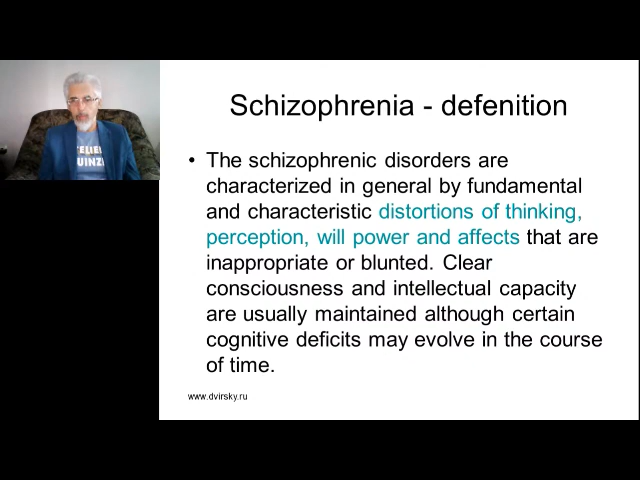 Schizophrenia - defenition
• The schizophrenic disorders are
characterized in general by fundamental
and characteristic distortions of thinking,
perception, will power and affects that are
inappropriate or blunted. Clear
consciousness and intellectual capacity
are usually maintained although certain
cognitive deficits may evolve in the course
of time.
www.dvirsky.ru